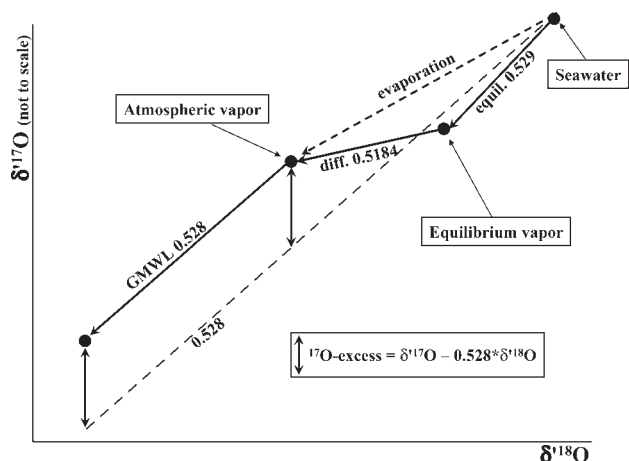 δ'17O (not to scale)
Atmospheric vapor
evaporation
equil. 0.529
Seawater
diff. 0.5184
Equilibrium vapor
GMWL 0.528
0.528
17O-excess = δ'17O – 0.528*δ'18O
δ'18O